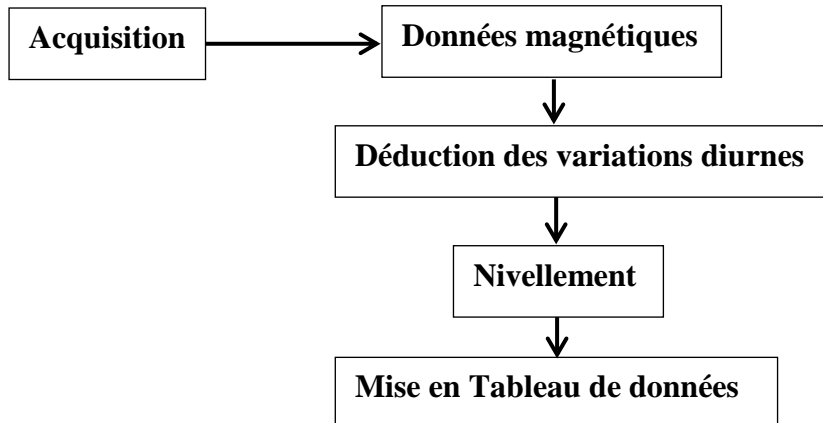 Acquisition
Données magnétiques
Déduction des variations diurnes
Nivellement
Mise en Tableau de données